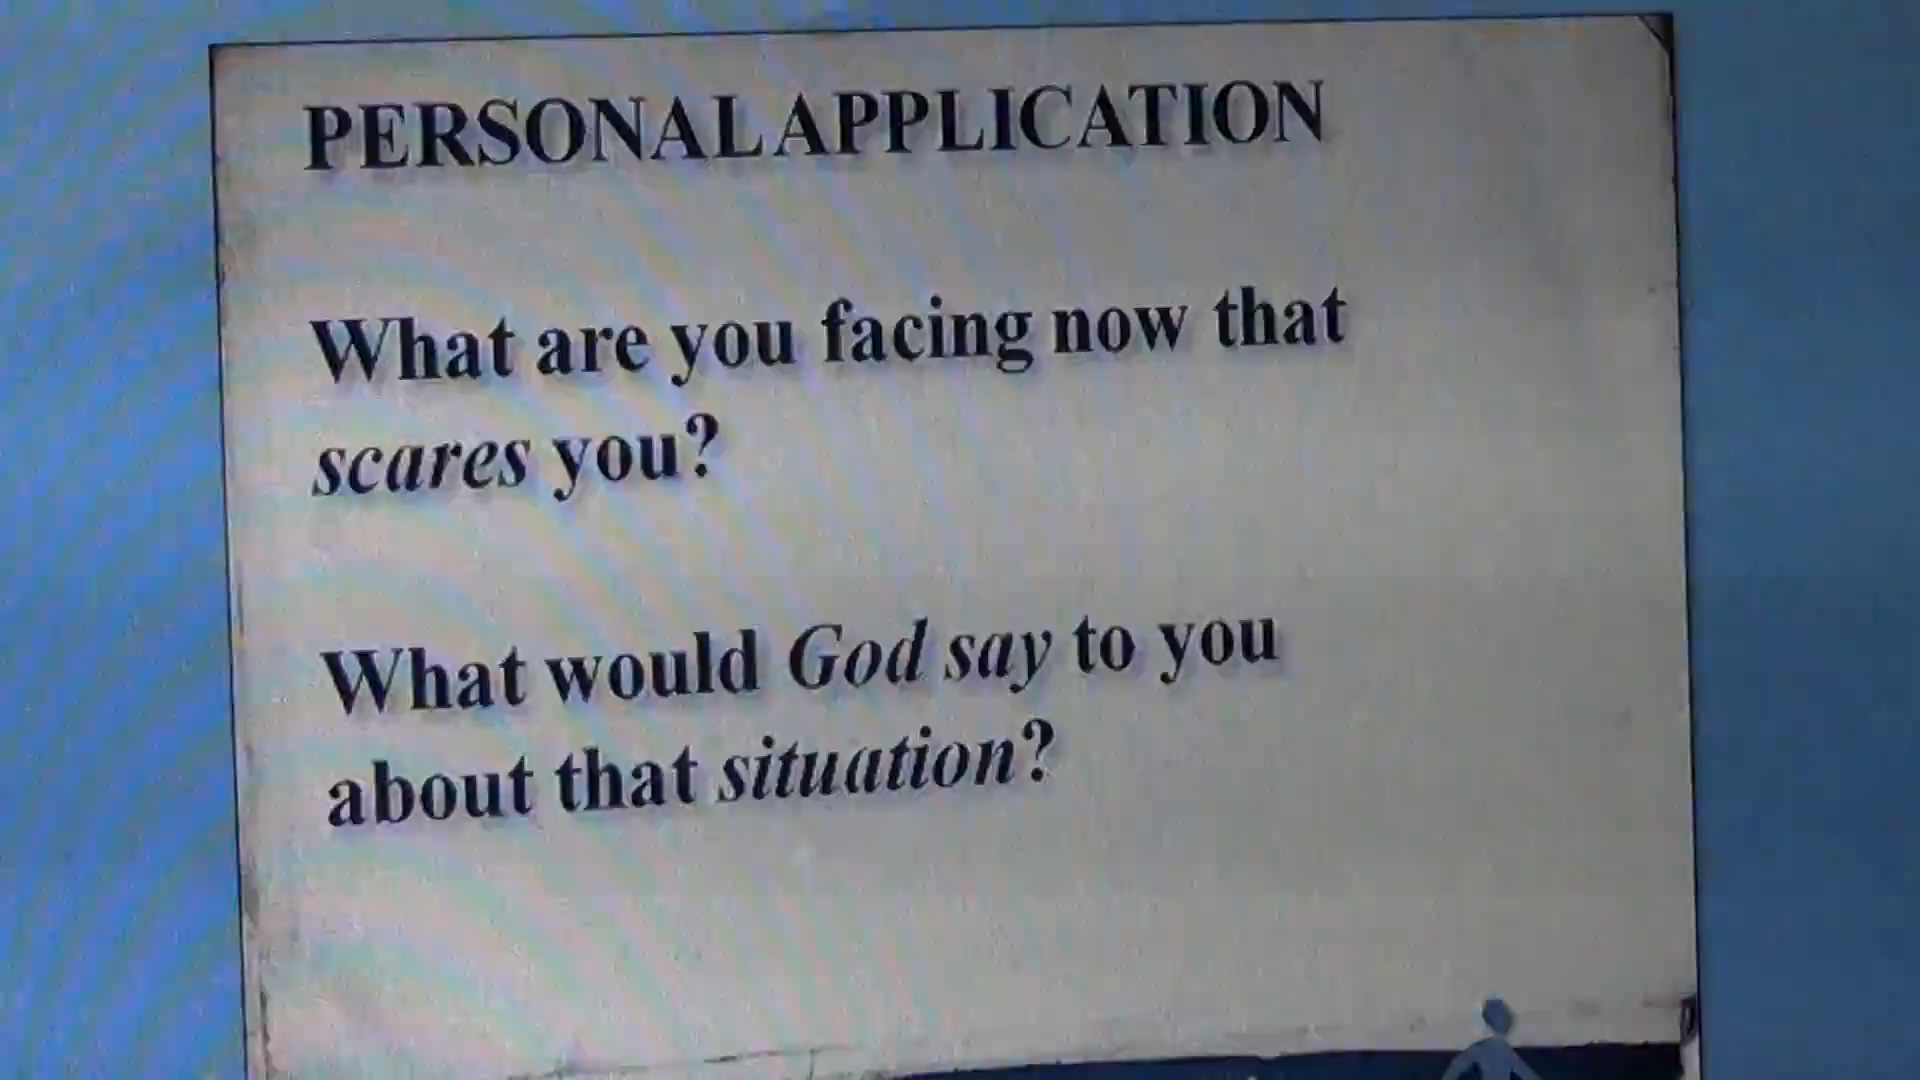 PERSONAL APPLICATION
What are you facing now that
scares you?
What would God say to you
about that situation?